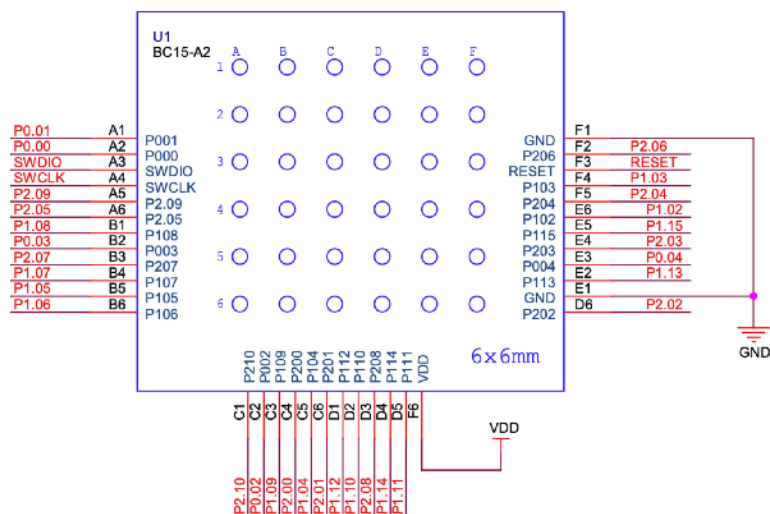 U1
BC15-A2
A B C D E F
1
2
3
4
5
6
P0.01 A1 P001
P0.00 A2 P000
SWDIO A3 SWDIO
SWCLK A4 SWCLK
P2.09 A5 P2.09
P2.05 A6 P2.05
P1.08 B1 P108
P0.03 B2 P003
P2.07 B3 P207
P1.07 B4 P107
P1.05 B5 P105
P1.06 B6 P106
GND F1
P206 F2 P2.06
RESET F3 RESET
P103 F4 P1.03
P204 F5 P2.04
P102 E6 P1.02
P115 E5 P1.15
P203 E4 P2.03
P004 E3 P0.04
P113 E2 P1.13
GND E1
P202 D6 P2.02
GND
6x6mm
P210 P002 P109 P200 P104 P201 P112 P110 P208 P114 P111 VDD
C1 C2 C3 C4 C5 C6 D1 D2 D3 D4 D5 F6
VDD
P2.10 P0.02 P1.09 P2.00 P1.04 P2.01 P1.12 P1.10 P2.08 P1.14 P1.11